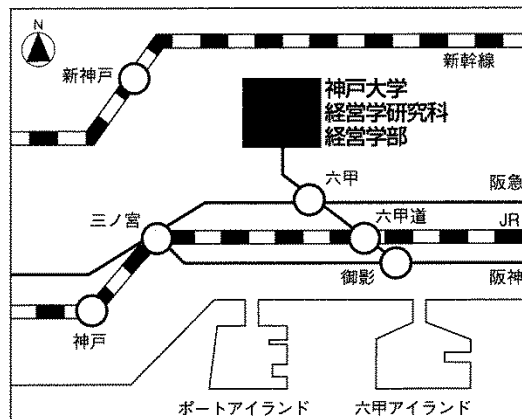 N
新神戸
新幹線
神戸大学
経営学研究科
経営学部
六甲
阪急
三ノ宮
六甲道
JR
御影
阪神
神戸
ポートアイランド
六甲アイランド